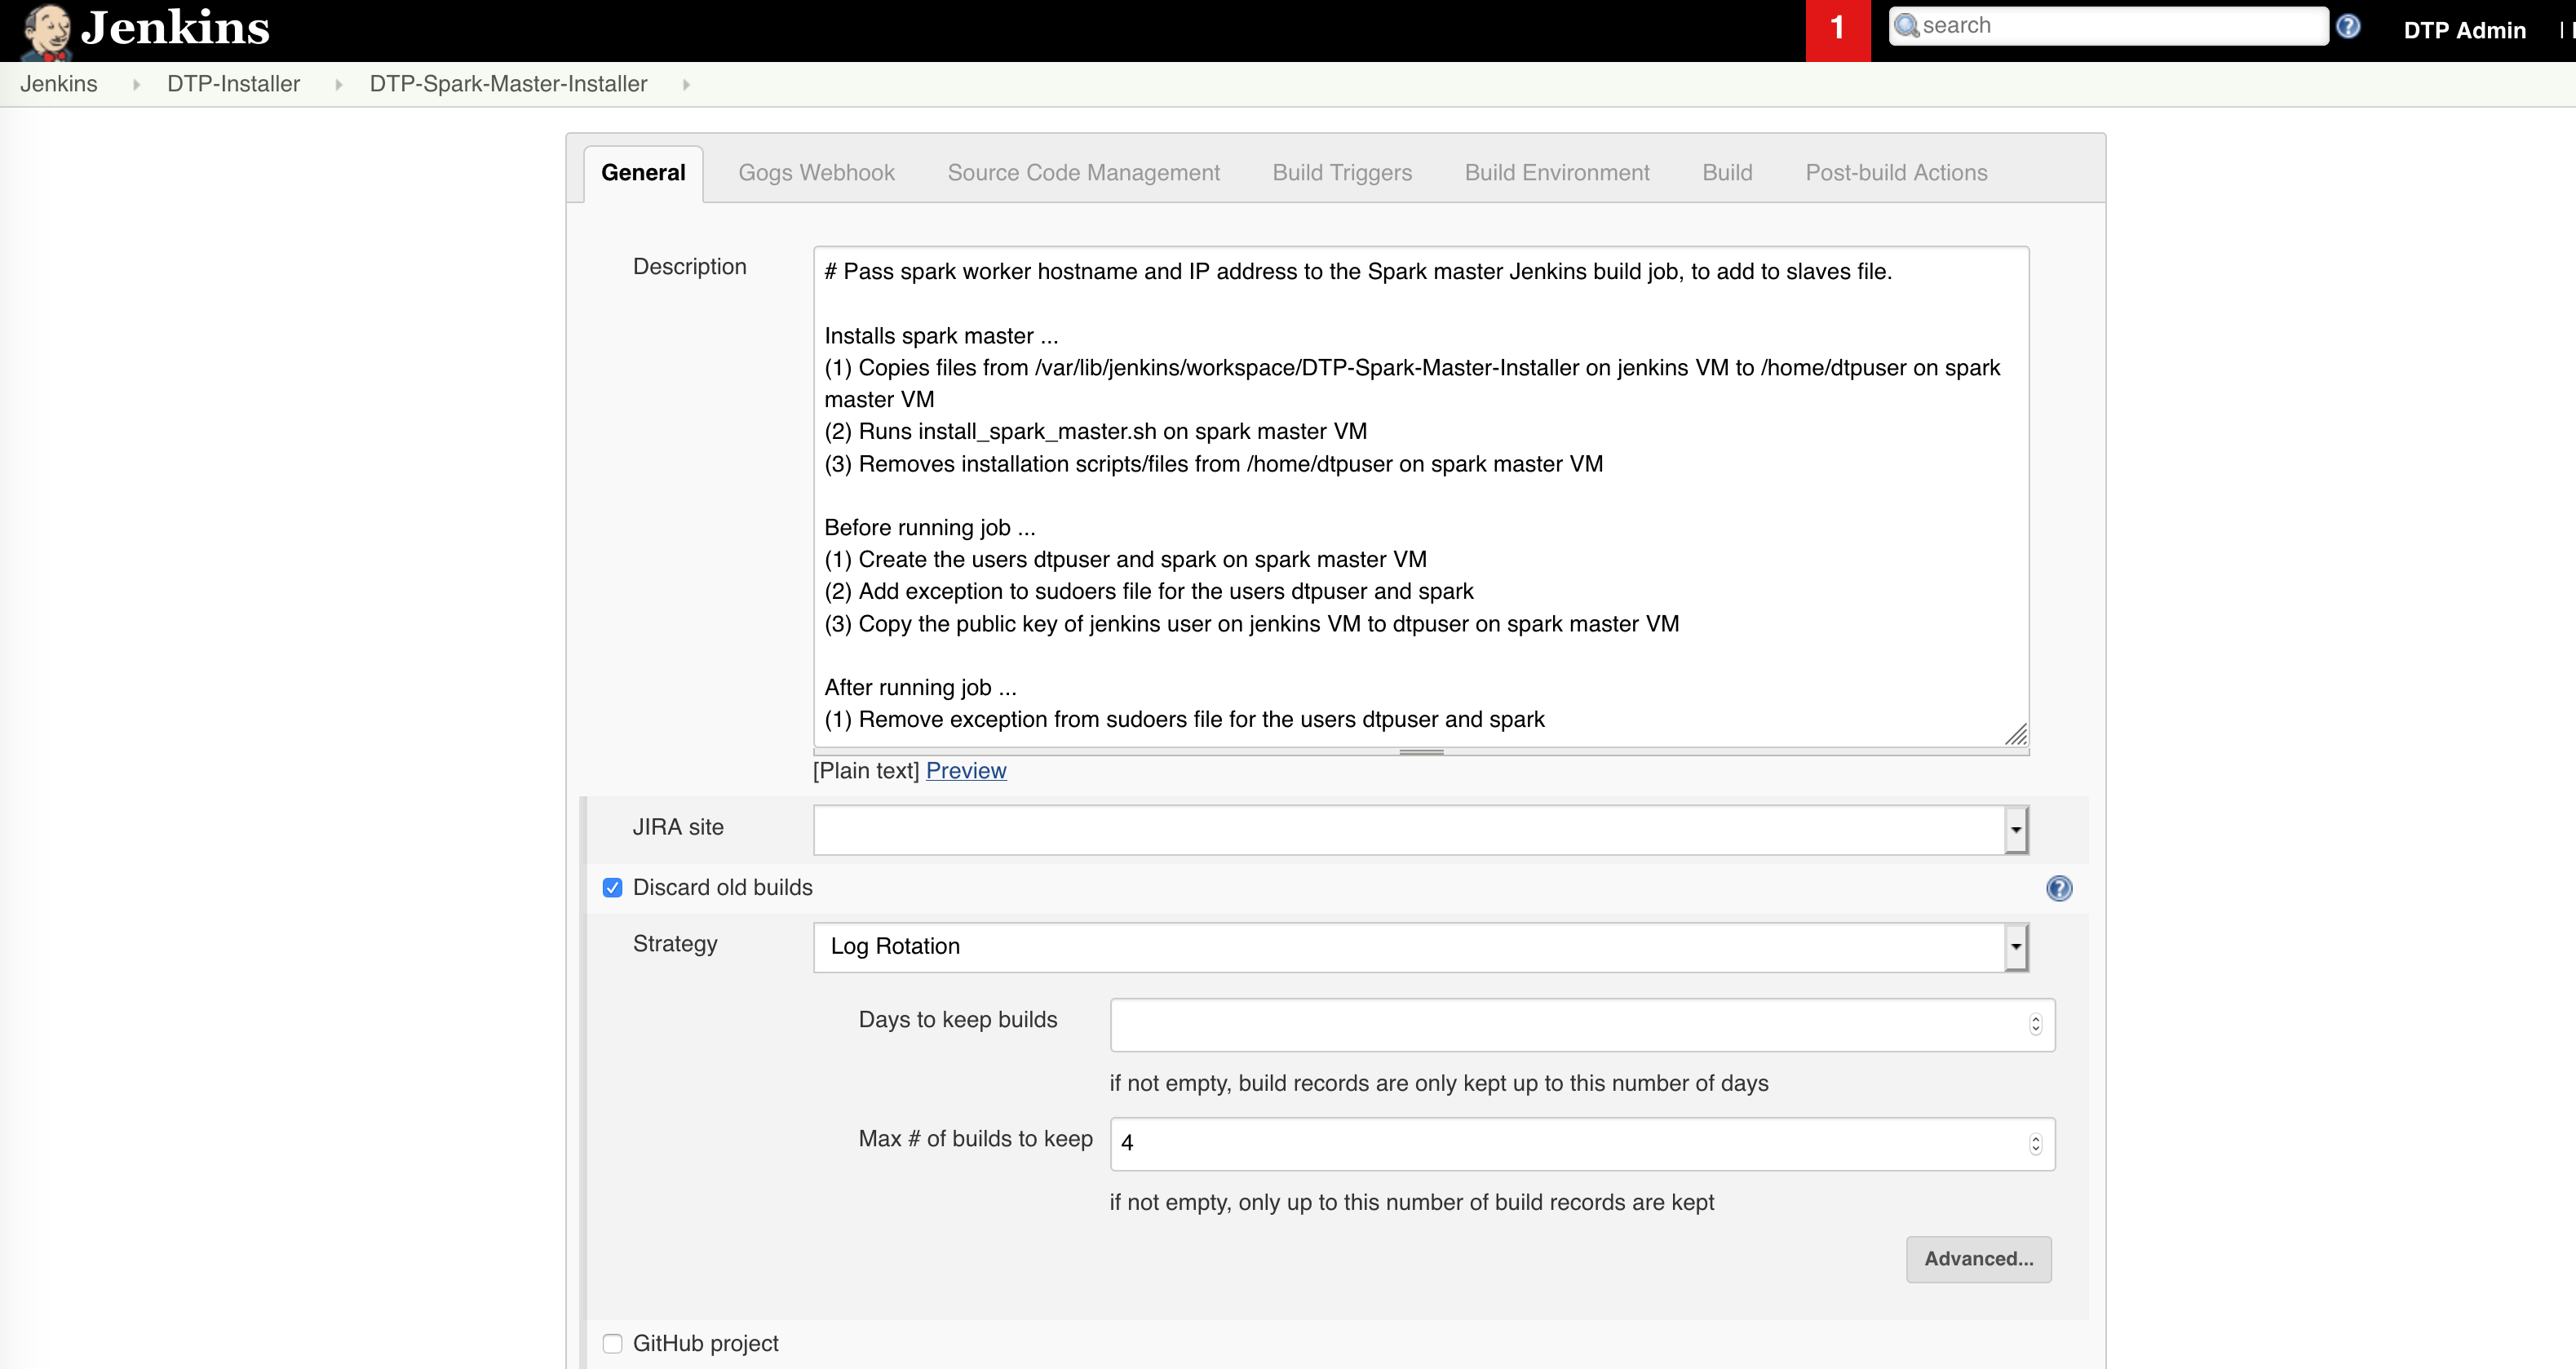 Jenkins
1
search
DTP Admin
Jenkins
DTP-Installer
DTP-Spark-Master-Installer
General
Gogs Webhook
Source Code Management
Build Triggers
Build Environment
Build
Post-build Actions
Description
# Pass spark worker hostname and IP address to the Spark master Jenkins build job, to add to slaves file.
Installs spark master ...
(1) Copies files from /var/lib/jenkins/workspace/DTP-Spark-Master-Installer on jenkins VM to /home/dtpuser on spark
master VM
(2) Runs install_spark_master.sh on spark master VM
(3) Removes installation scripts/files from /home/dtpuser on spark master VM
Before running job ...
(1) Create the users dtpuser and spark on spark master VM
(2) Add exception to sudoers file for the users dtpuser and spark
(3) Copy the public key of jenkins user on jenkins VM to dtpuser on spark master VM
After running job ...
(1) Remove exception from sudoers file for the users dtpuser and spark
[Plain text] Preview
JIRA site
Discard old builds
Strategy
Log Rotation
Days to keep builds
if not empty, build records are only kept up to this number of days
Max # of builds to keep
4
if not empty, only up to this number of build records are kept
Advanced...
GitHub project